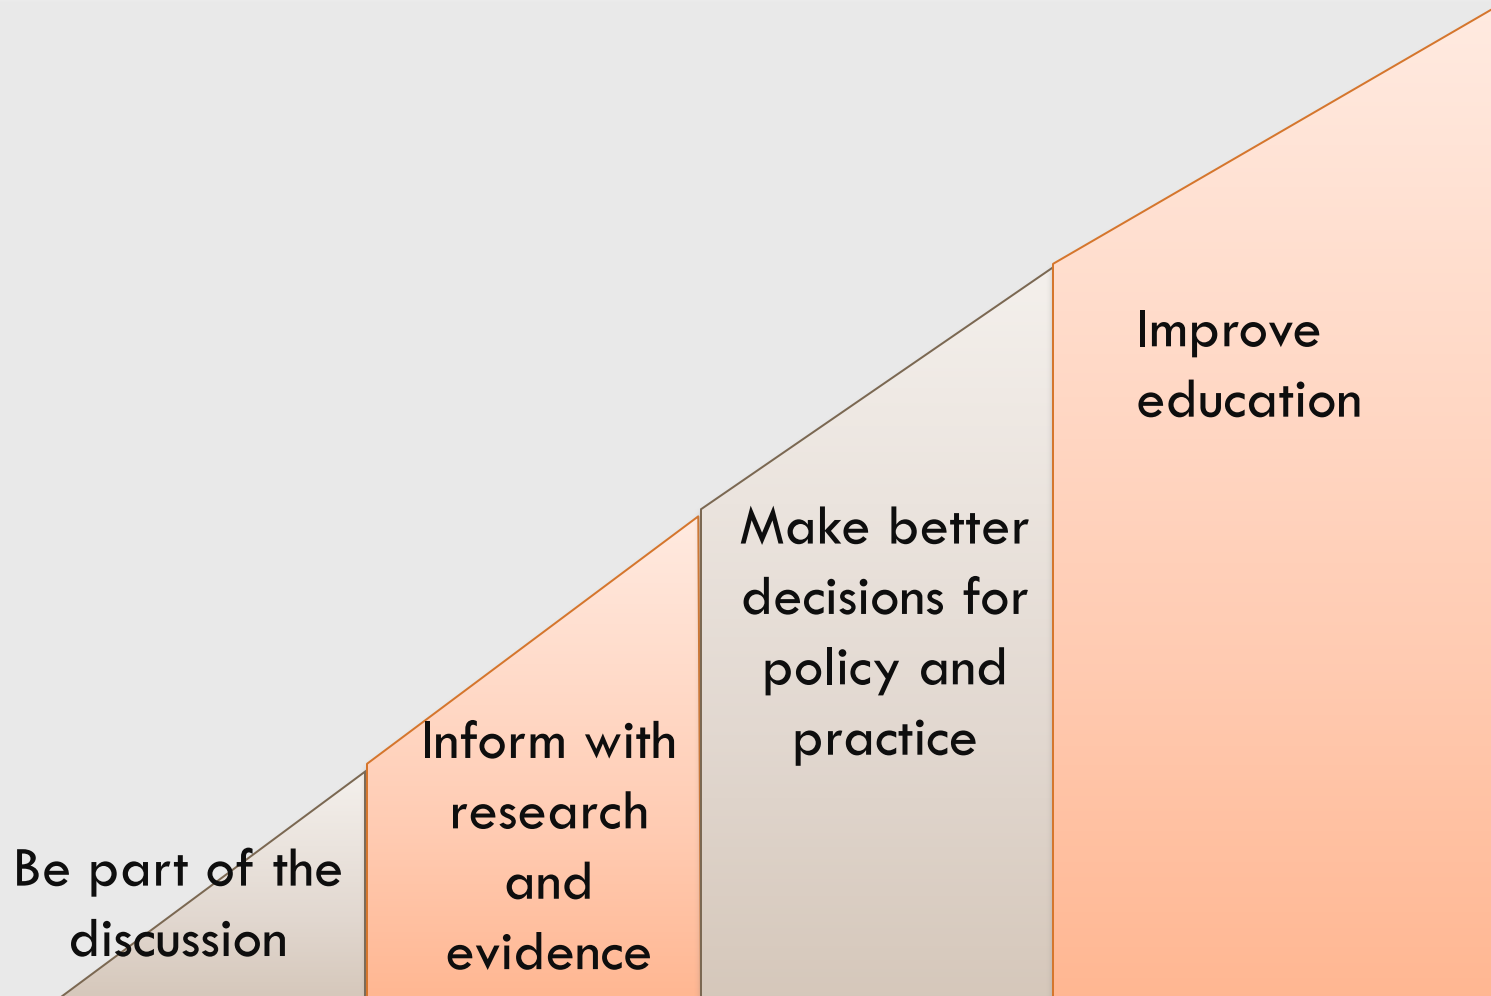 Be part of the
discussion
Inform with
research
and
evidence
Make better
decisions for
policy and
practice
Improve
education